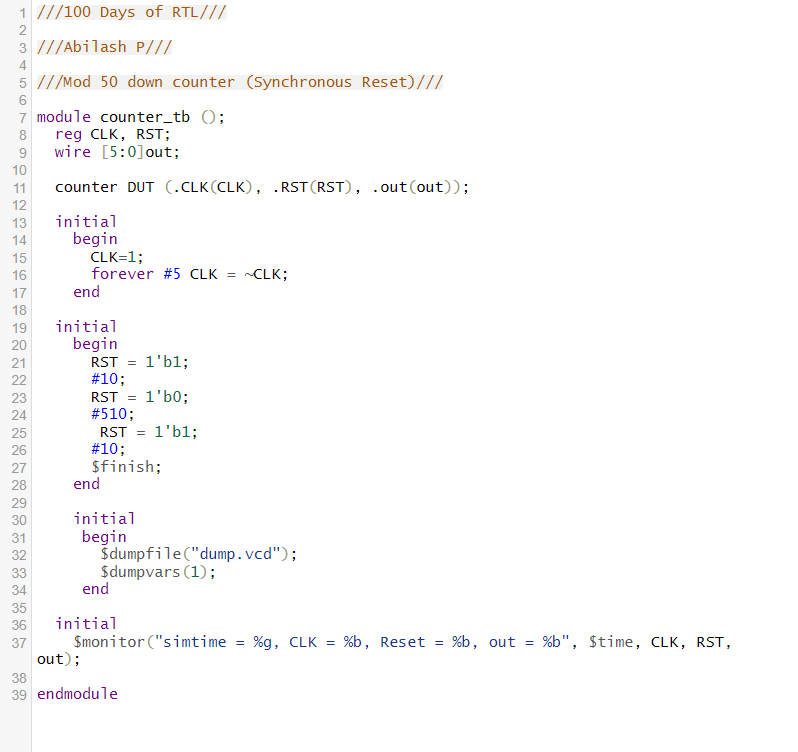 1 ///100 Days of RTL///
2
3 ///Abilash P///
4
5 ///Mod 50 down counter (Synchronous Reset)///
6
7 module counter_tb ();
8   reg CLK, RST;
9   wire [5:0]out;
10
11   counter DUT (.CLK(CLK), .RST(RST), .out(out));
12
13   initial
14     begin
15       CLK=1;
16       forever #5 CLK = ~CLK;
17     end
18
19   initial
20     begin
21       RST = 1'b1;
22       #10;
23       RST = 1'b0;
24       #510;
25        RST = 1'b1;
26       #10;
27       $finish;
28     end
29
30     initial
31      begin
32        $dumpfile("dump.vcd");
33        $dumpvars(1);
34      end
35
36   initial
37     $monitor("simtime = %g, CLK = %b, Reset = %b, out = %b", $time, CLK, RST,
out);
38
39 endmodule